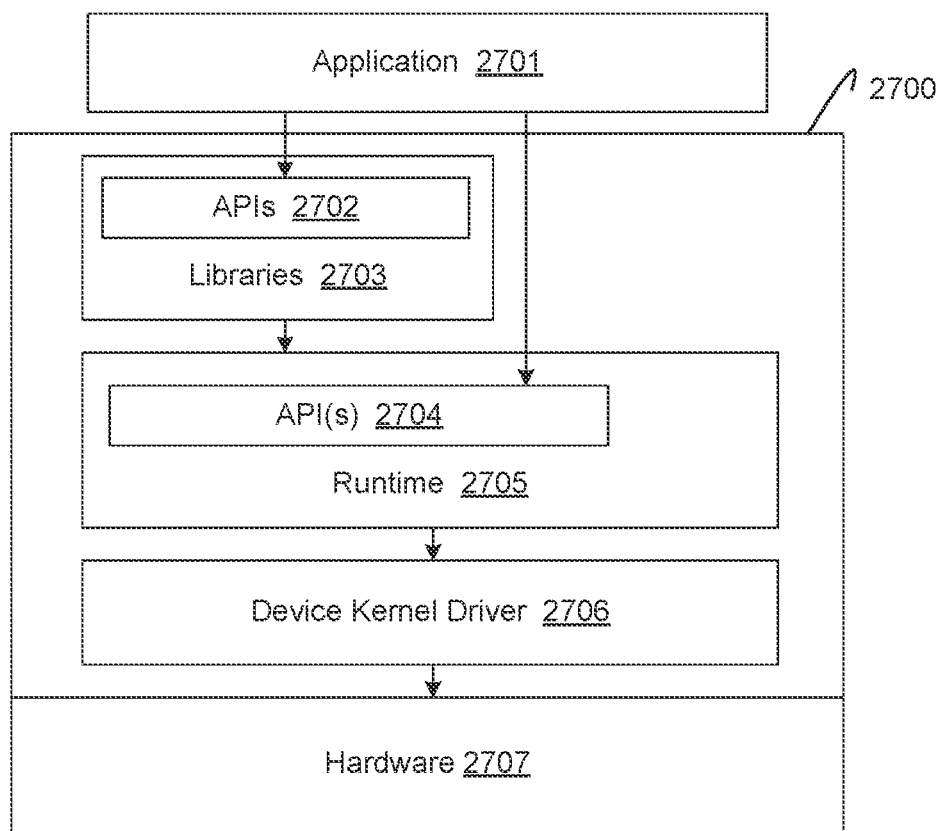 Application 2701
2700
APIs 2702
Libraries 2703
API(s) 2704
Runtime 2705
Device Kernel Driver 2706
Hardware 2707